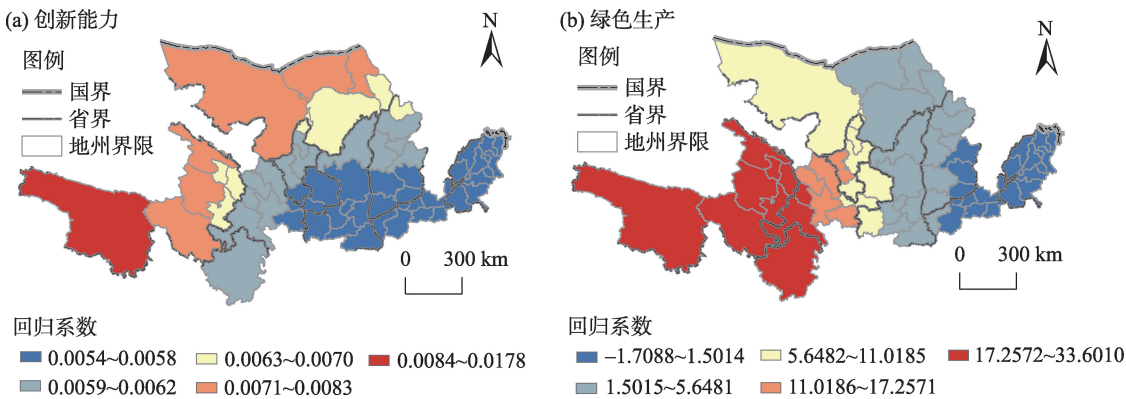 (a) 创新能力
N
图例
国界
省界
地州界限
0 300 km
回归系数
0.0054~0.0058
0.0063~0.0070
0.0084~0.0178
0.0059~0.0062
0.0071~0.0083
(b) 绿色生产
N
图例
国界
省界
地州界限
0 300 km
回归系数
−1.7088~1.5014
5.6482~11.0185
17.2572~33.6010
1.5015~5.6481
11.0186~17.2571